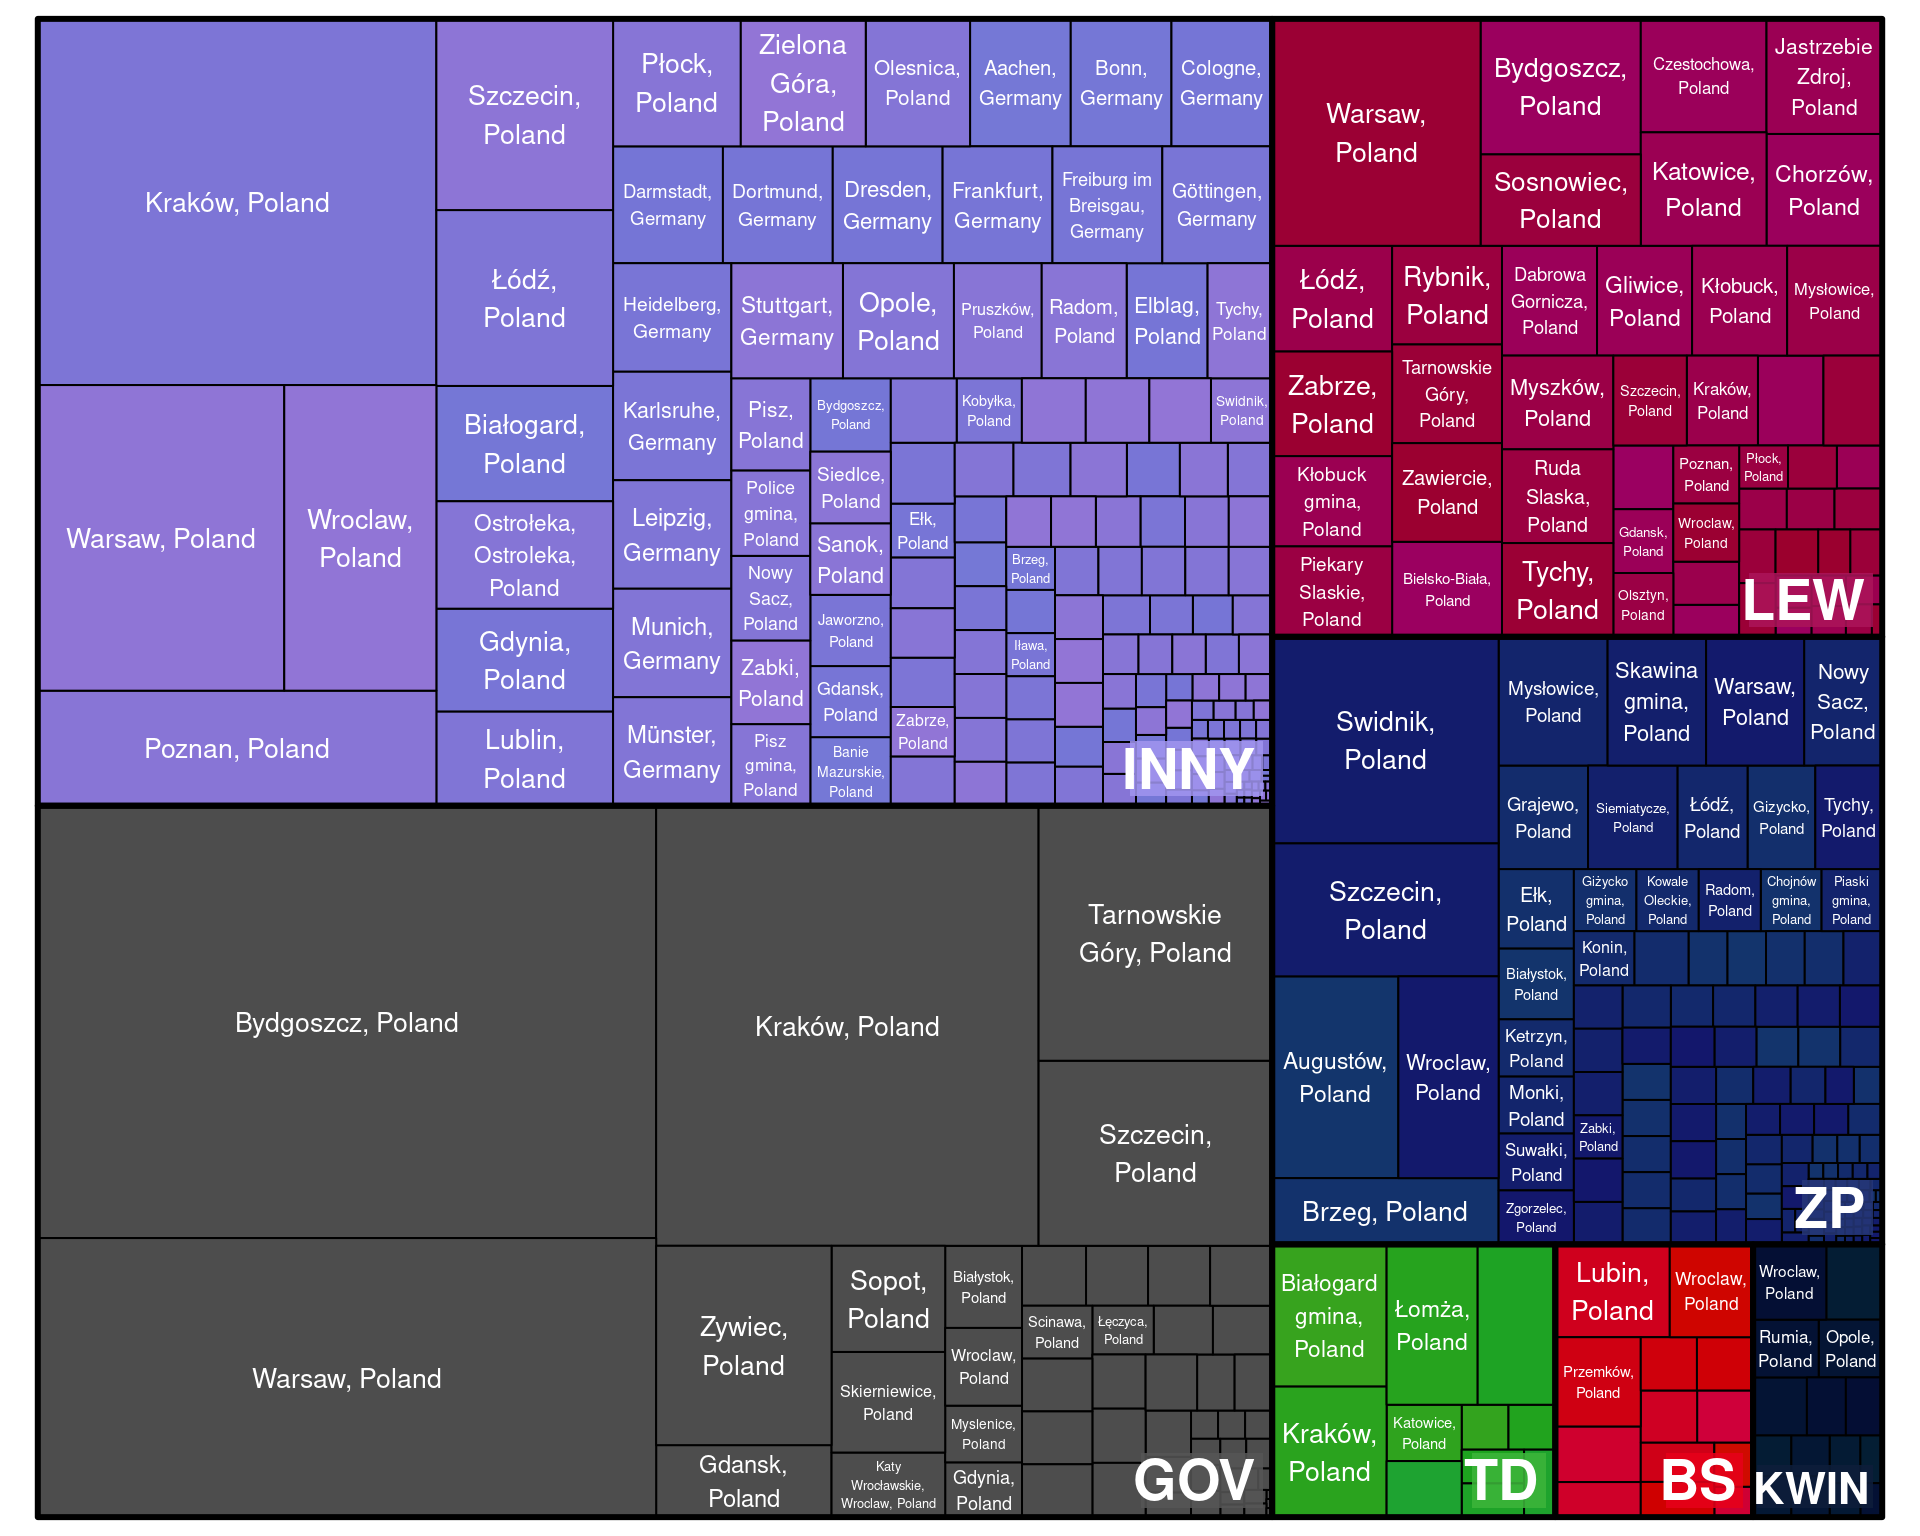 Kraków, Poland
Szczecin,
Poland
Łódź,
Poland
Warsaw, Poland
Wroclaw,
Poland
Poznan, Poland
Białogard,
Poland
Ostrołeka,
Ostroleka,
Poland
Gdynia,
Poland
Lublin,
Poland
Płock,
Poland
Zielona
Góra,
Poland
Olesnica,
Poland
Aachen,
Germany
Bonn,
Germany
Cologne,
Germany
Darmstadt,
Germany
Dortmund,
Germany
Dresden,
Germany
Frankfurt,
Germany
Freiburg im
Breisgau,
Germany
Göttingen,
Germany
Heidelberg,
Germany
Stuttgart,
Germany
Opole,
Poland
Pruszków,
Poland
Radom,
Poland
Elblag,
Poland
Tychy,
Poland
Karlsruhe,
Germany
Leipzig,
Germany
Munich,
Germany
Münster,
Germany
Pisz,
Poland
Police
gmina,
Poland
Nowy
Sacz,
Poland
Zabki,
Poland
Pisz
gmina,
Poland
Bydgoszcz,
Poland
Siedlce,
Poland
Sanok,
Poland
Jaworzno,
Poland
Gdansk,
Poland
Banie
Mazurskie,
Poland
Kobyłka,
Poland
Swidnik,
Poland
Ełk,
Poland
Zabrze,
Poland
Brzeg,
Poland
Iława,
Poland
INNY
Warsaw,
Poland
Bydgoszcz,
Poland
Sosnowiec,
Poland
Czestochowa,
Poland
Jastrzebie
Zdroj,
Poland
Katowice,
Poland
Chorzów,
Poland
Łódź,
Poland
Rybnik,
Poland
Dabrowa
Gornicza,
Poland
Gliwice,
Poland
Kłobuck,
Poland
Mysłowice,
Poland
Zabrze,
Poland
Tarnowskie
Góry,
Poland
Kłobuck
gmina,
Poland
Zawiercie,
Poland
Piekary
Slaskie,
Poland
Bielsko-Biała,
Poland
Myszków,
Poland
Ruda
Slaska,
Poland
Tychy,
Poland
Szczecin,
Poland
Kraków,
Poland
Poznan,
Poland
Płock,
Poland
Gdansk,
Poland
Wroclaw,
Poland
Olsztyn,
Poland
LEW
Bydgoszcz, Poland
Warsaw, Poland
Kraków, Poland
Tarnowskie
Góry, Poland
Szczecin,
Poland
Zywiec,
Poland
Gdansk,
Poland
Sopot,
Poland
Skierniewice,
Poland
Katy
Wrocławskie,
Wroclaw, Poland
Białystok,
Poland
Wroclaw,
Poland
Myslenice,
Poland
Gdynia,
Poland
Scinawa,
Poland
Łęczyca,
Poland
GOV
Swidnik,
Poland
Szczecin,
Poland
Augustów,
Poland
Wroclaw,
Poland
Brzeg, Poland
Mysłowice,
Poland
Skawina
gmina,
Poland
Warsaw,
Poland
Nowy
Sacz,
Poland
Grajewo,
Poland
Siemiatycze,
Poland
Łódź,
Poland
Gizycko,
Poland
Tychy,
Poland
Ełk,
Poland
Giżycko
gmina,
Poland
Kowale
Oleckie,
Poland
Radom,
Poland
Chojnów
gmina,
Poland
Piaski
gmina,
Poland
Białystok,
Poland
Konin,
Poland
Ketrzyn,
Poland
Monki,
Poland
Suwałki,
Poland
Zgorzelec,
Poland
Zabki,
Poland
ZP
Białogard
gmina,
Poland
Łomża,
Poland
Kraków,
Poland
Katowice,
Poland
TD
Lubin,
Poland
Wroclaw,
Poland
Przemków,
Poland
BS
Wroclaw,
Poland
Rumia,
Poland
Opole,
Poland
KWIN